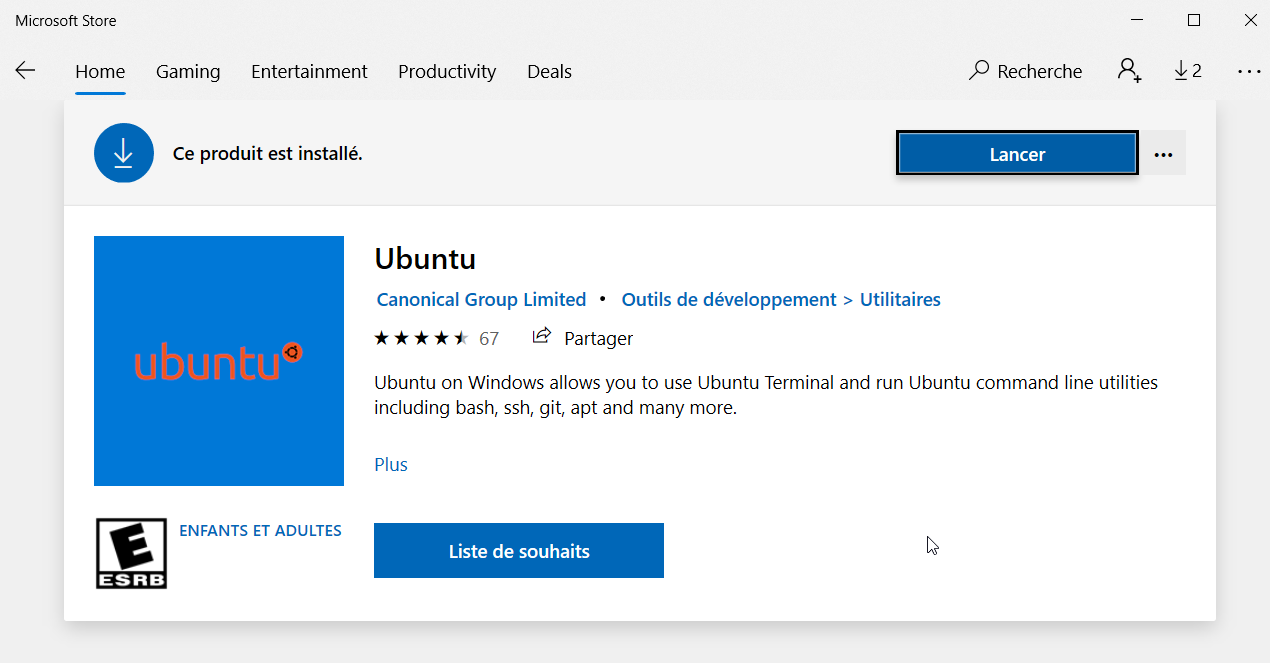 Microsoft Store
Home Gaming Entertainment Productivity Deals Recherche 2
Ce produit est installé. Lancer
ubuntu
Ubuntu
Canonical Group Limited • Outils de développement > Utilitaires
67 Partager
Ubuntu on Windows allows you to use Ubuntu Terminal and run Ubuntu command line utilities
including bash, ssh, git, apt and many more.
Plus
E
ESRB
ENFANTS ET ADULTES
Liste de souhaits